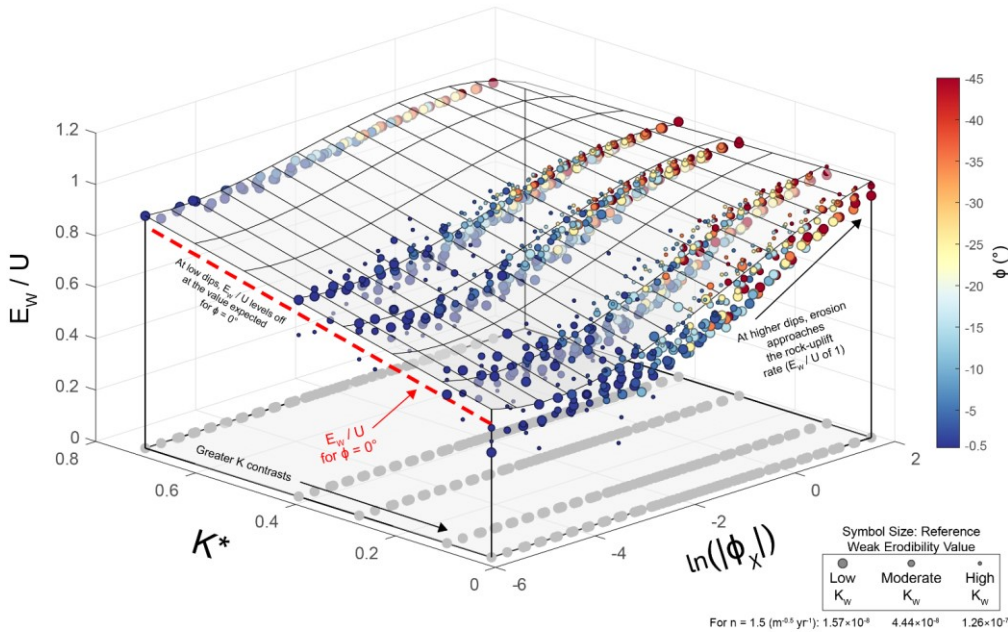 1.2
1
0.8
0.6
0.4
0.2
0
E_w / U
0.8
0.6
0.4
0.2
0
K*
-6
-4
-2
0
2
ln(|ϕ_x|)
At low dips, E_w / U levels off
at the value expected
for ϕ = 0°
E_w / U
for ϕ = 0°
Greater K contrasts
At higher dips, erosion
approaches
the rock-uplift
rate (E_w / U of 1)
-45
-40
-35
-30
-25
-20
-15
-10
-5
-0.5
ϕ (°)
Symbol Size: Reference
Weak Erodibility Value
Low Moderate High
K_w K_w K_w
For n = 1.5 (m^-0.5 yr^-1): 1.57×10^-8 4.44×10^-8